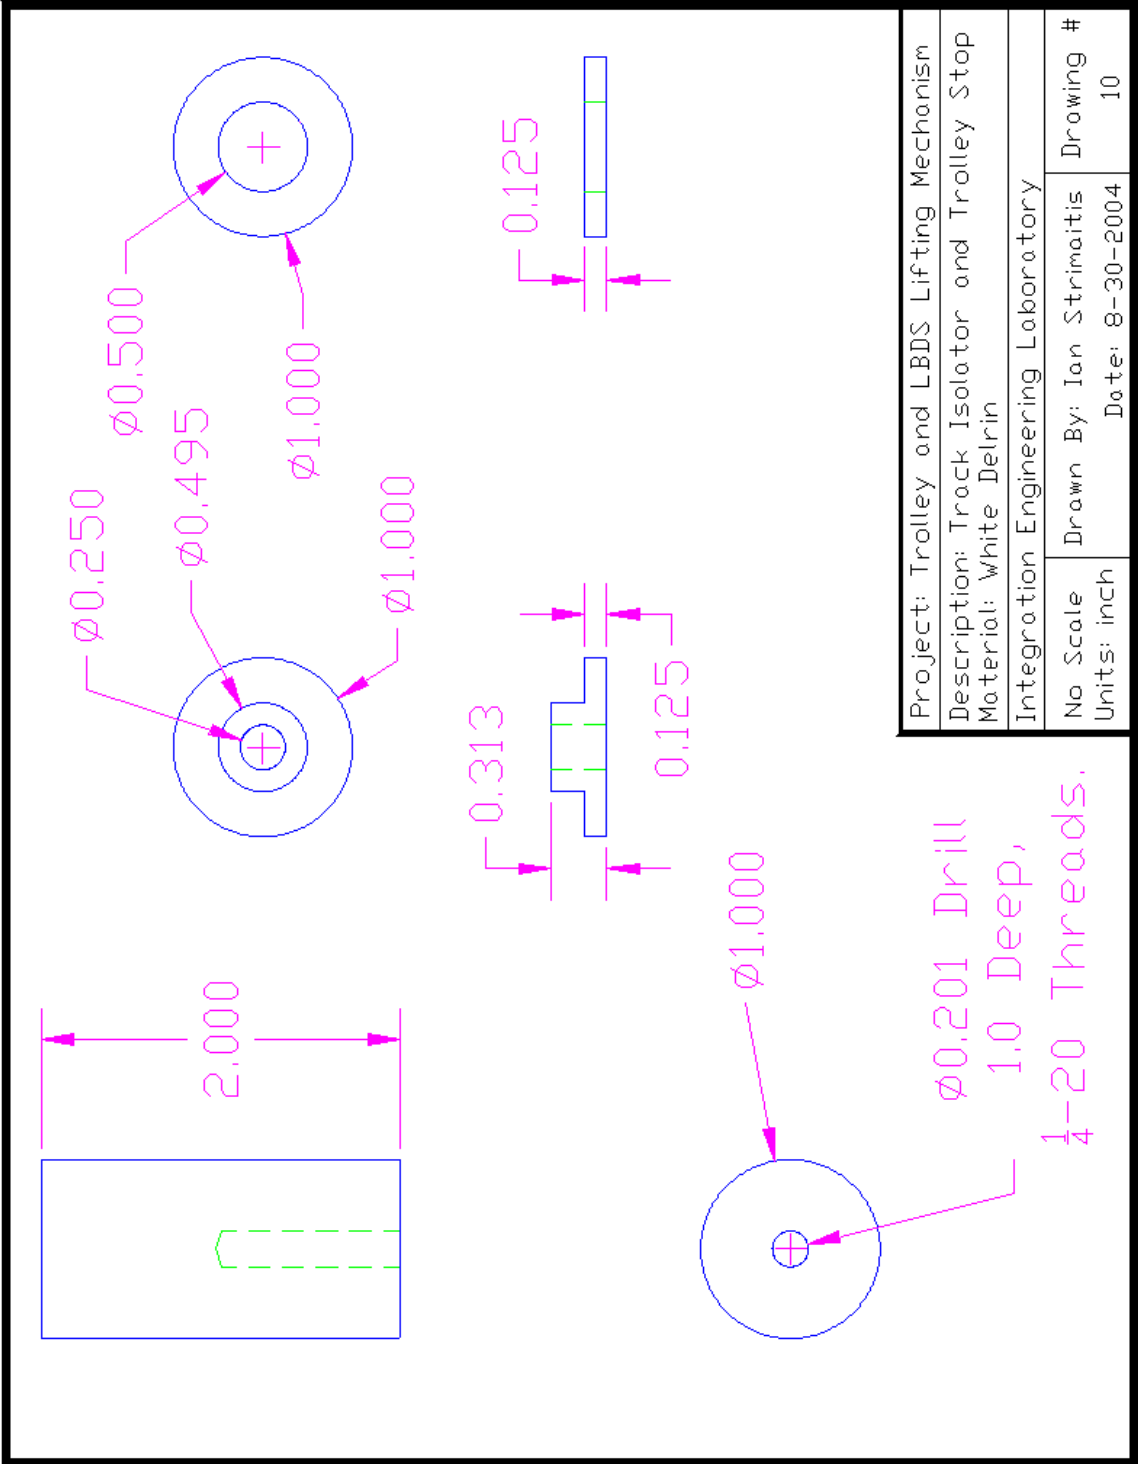 2.000
Ø0.250
Ø0.495
Ø1.000
Ø0.500
Ø1.000
0.313
0.125
0.125
Ø1.000
Ø0.201 Drill
1.0 Deep,
1/4-20 Threads.
Project: Trolley and LBDS Lifting Mechanism
Description: Track Isolator and Trolley Stop
Material: White Delrin
Integration Engineering Laboratory
No Scale
Units: inch
Drawn By: Ian Strimaitis
Date: 8-30-2004
Drawing #
10